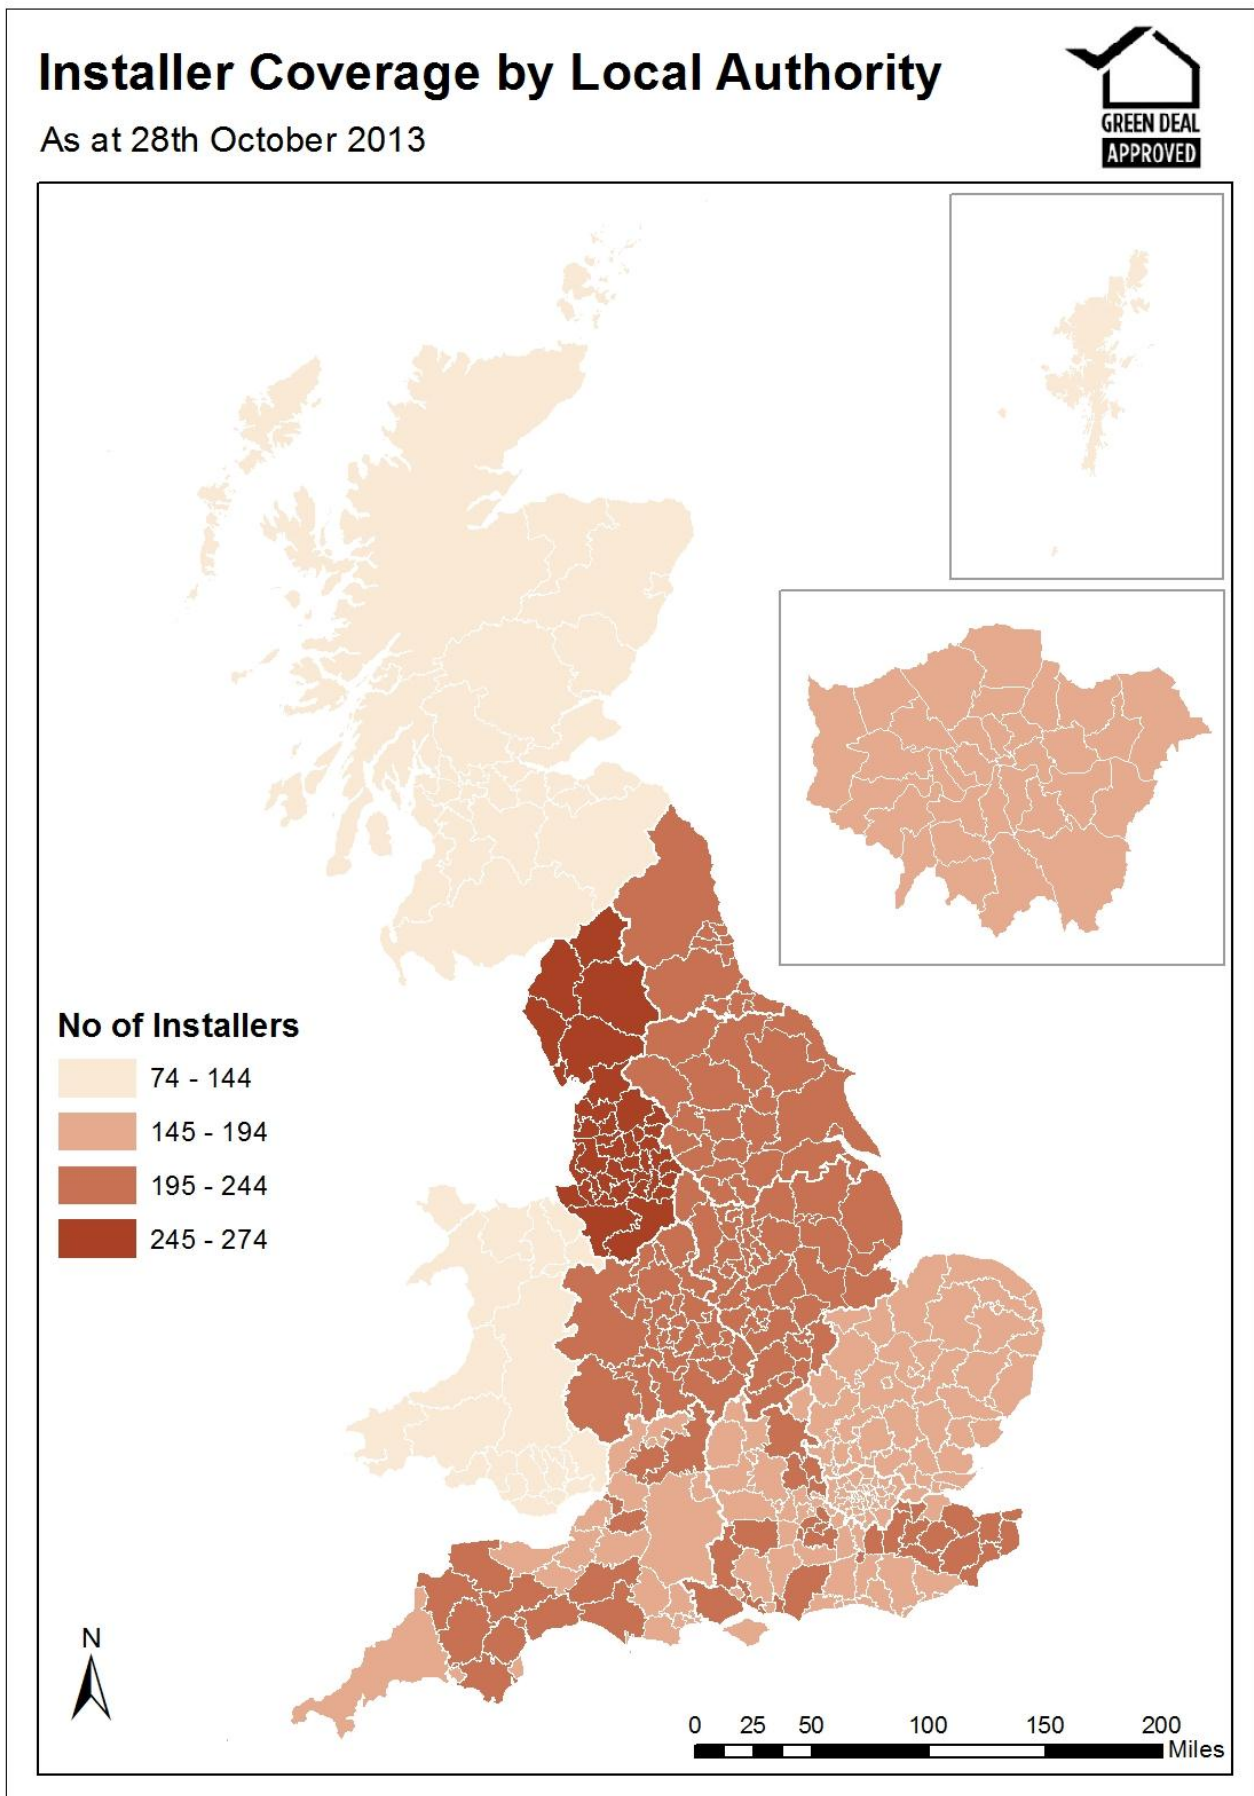 Installer Coverage by Local Authority
As at 28th October 2013
GREEN DEAL
APPROVED
No of Installers
74 - 144
145 - 194
195 - 244
245 - 274
N
0 25 50 100 150 200
Miles